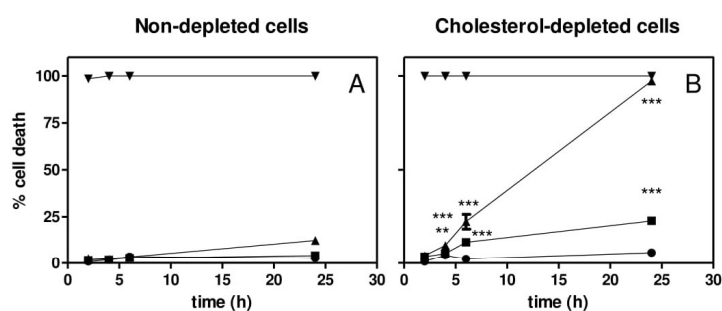 Non-depleted cells
Cholesterol-depleted cells
% cell death
100
75
50
25
0
A
0 5 10 15 20 25 30
time (h)
B
***
***
***
***
**
***
0 5 10 15 20 25 30
time (h)